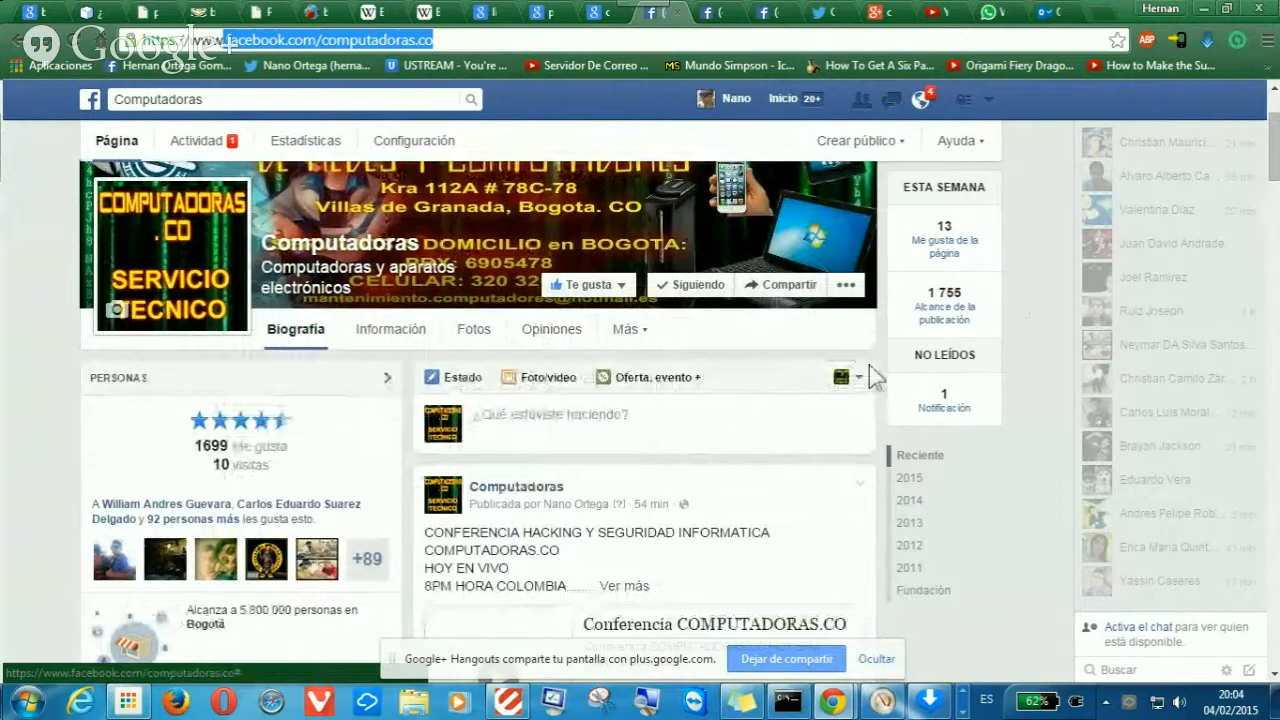 Hernan
Google+
https://www.facebook.com/computadoras.co
ABP
Aplicaciones
Hernan Ortega Gom...
Nano Ortega (herna...
USTREAM - You're ...
Servidor De Correo ...
Mundo Simpson - Ic...
How To Get A Six Pa...
Origami Fiery Drago...
How to Make the Su...
Computadoras
Nano
Inicio 20+
4
Página
Actividad 1
Estadísticas
Configuración
Crear público
Ayuda
Kra 112A # 78C-78
Villas de Granada, Bogota. CO
DOMICILIO en BOGOTA:
PBX: 6905478
CELULAR: 320 32
mantenimiento.computadores@hotmail.es
COMPUTADORAS
.CO
SERVICIO
TECNICO
Computadoras
Computadoras y aparatos
electrónicos
Te gusta
Siguiendo
Compartir
Biografía
Información
Fotos
Opiniones
Más
ESTA SEMANA
13
Me gusta de la
página
1 755
Alcance de la
publicación
NO LEÍDOS
1
Notificación
Reciente
2015
2014
2013
2012
2011
Fundación
PERSONAS
1699 Me gusta
10 visitas
A William Andres Guevara, Carlos Eduardo Suarez
Delgado y 92 personas más les gusta esto.
+89
Alcanza a 5 800 000 personas en
Bogotá
Estado
Foto/video
Oferta, evento +
¿Qué estuviste haciendo?
Computadoras
Publicada por Nano Ortega [?] · 54 min
CONFERENCIA HACKING Y SEGURIDAD INFORMATICA
COMPUTADORAS.CO
HOY EN VIVO
8PM HORA COLOMBIA........ Ver más
Conferencia COMPUTADORAS.CO
Christian Maurici...
Alvaro Alberto Ca...
Valentina Diaz
Juan David Andrade
Joel Ramirez
Ruiz Joseph
Neymar DA Silva Santos...
Christian Camilo Zár...
Carlos Luis Moral...
Brayan Jackson
Eduardo Vera
Andres Felipe Rob...
Erica Maria Quint...
Yassin Caseres
Activa el chat para ver quien
está disponible.
Buscar
Google+ Hangouts comparte tu pantalla con plus.google.com.
Dejar de compartir
Ocultar
https://www.facebook.com/computadoras.co#
ES
62%
20:04
04/02/2015